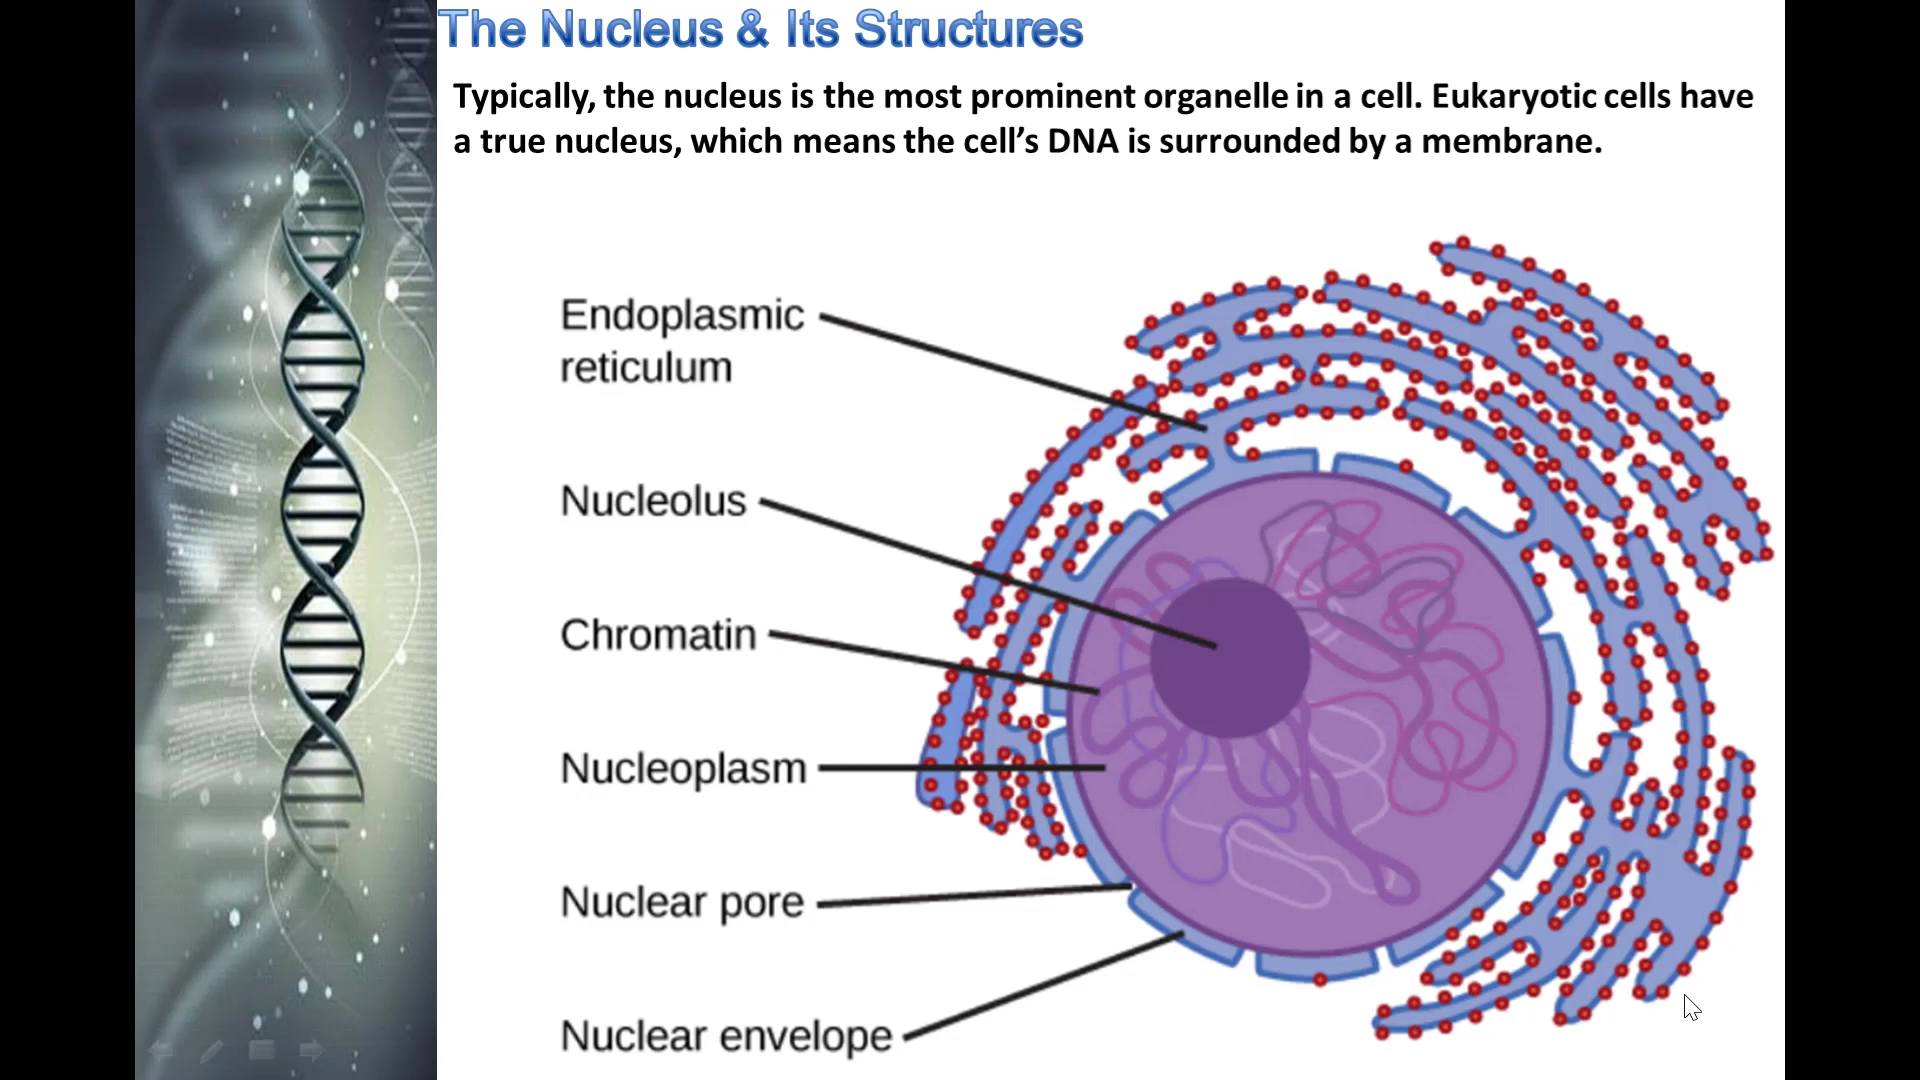 The Nucleus & Its Structures
Typically, the nucleus is the most prominent organelle in a cell. Eukaryotic cells have
a true nucleus, which means the cell’s DNA is surrounded by a membrane.
Endoplasmic
reticulum
Nucleolus
Chromatin
Nucleoplasm
Nuclear pore
Nuclear envelope